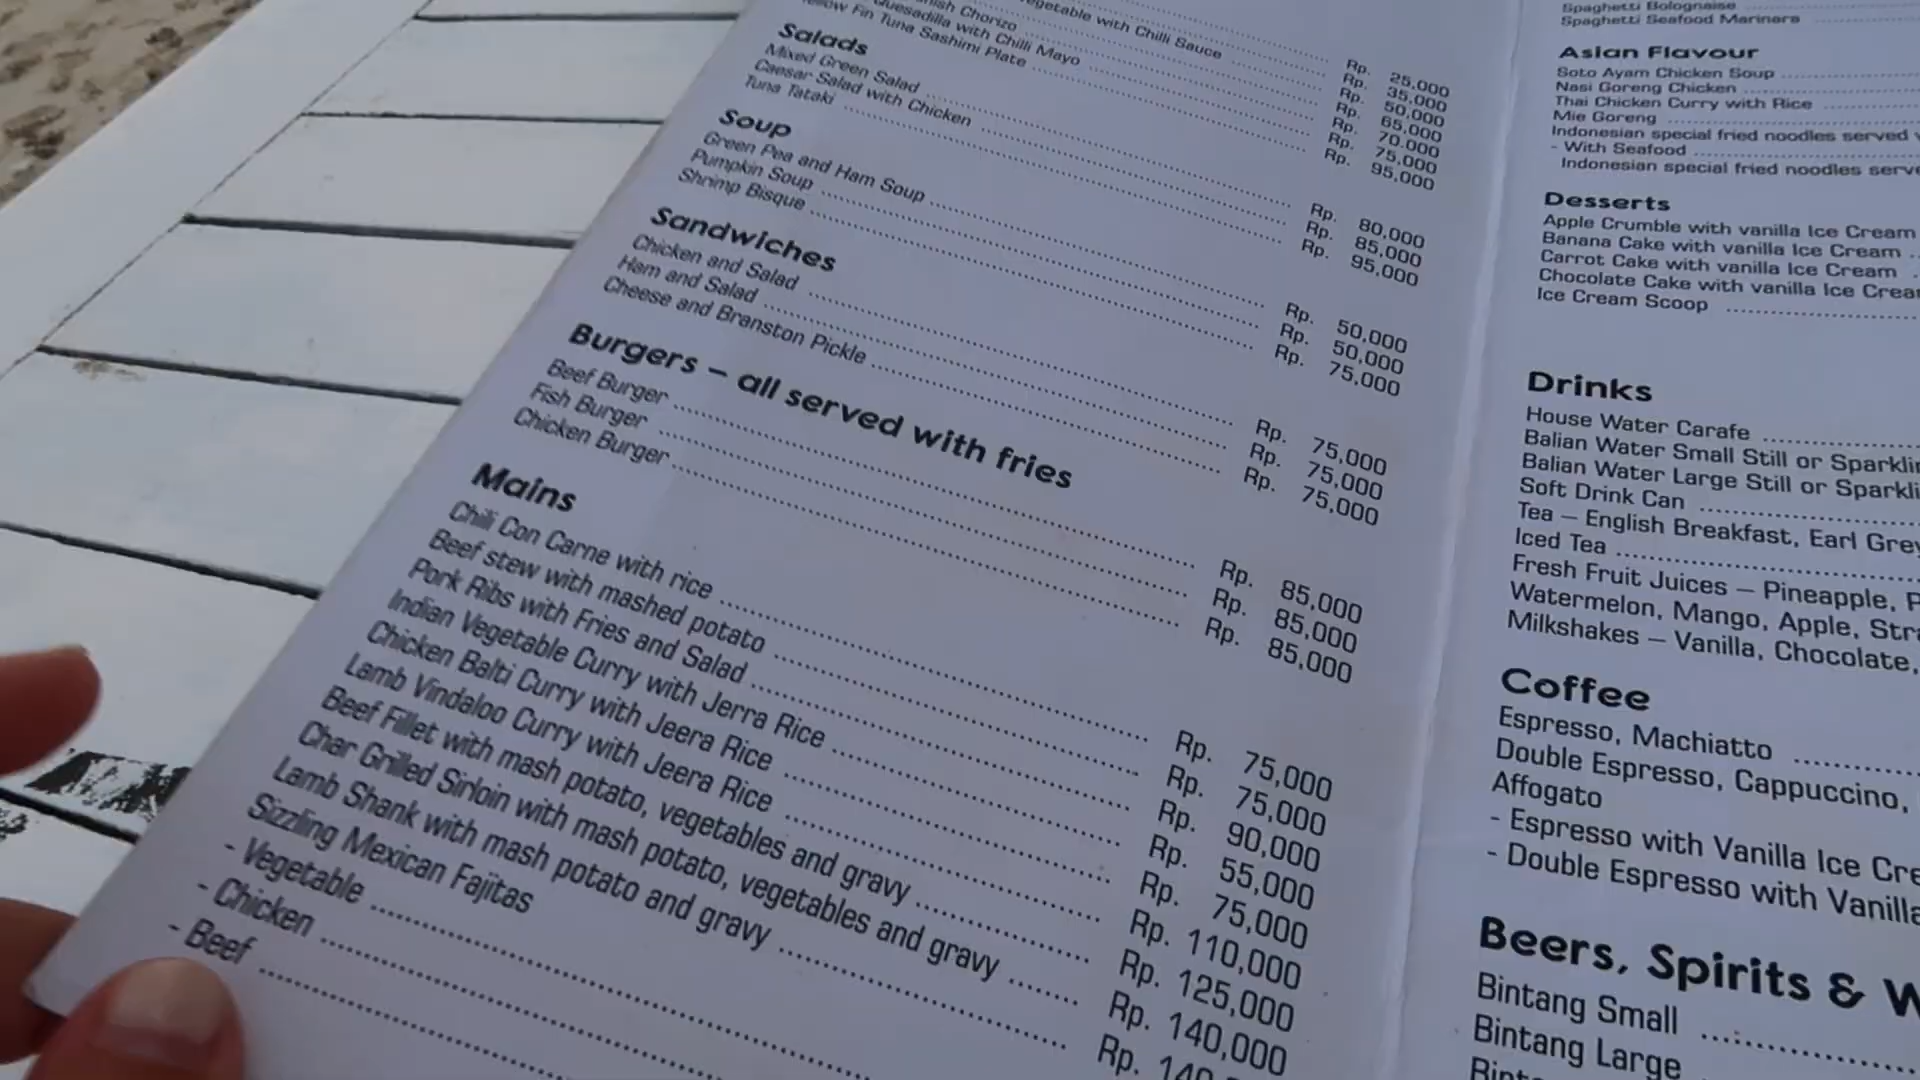 egetable with Chilli Sauce Rp. 25,000
nish Chorizo Rp. 35,000
Quesadilla with Chilli Mayo Rp. 50,000
ellow Fin Tuna Sashimi Plate Rp. 65,000
Rp. 70,000
Rp. 75,000
Rp. 95,000
Salads
Mixed Green Salad Rp. 80,000
Caesar Salad with Chicken Rp. 85,000
Tuna Tataki Rp. 95,000
Soup
Green Pea and Ham Soup Rp. 50,000
Pumpkin Soup Rp. 50,000
Shrimp Bisque Rp. 75,000
Sandwiches
Chicken and Salad Rp. 75,000
Ham and Salad Rp. 75,000
Cheese and Branston Pickle Rp. 75,000
Burgers – all served with fries
Beef Burger Rp. 85,000
Fish Burger Rp. 85,000
Chicken Burger Rp. 85,000
Mains
Chilli Con Carne with rice Rp. 75,000
Beef stew with mashed potato Rp. 75,000
Pork Ribs with Fries and Salad Rp. 90,000
Indian Vegetable Curry with Jerra Rice Rp. 55,000
Chicken Balti Curry with Jeera Rice Rp. 75,000
Lamb Vindaloo Curry with Jeera Rice Rp. 110,000
Beef Fillet with mash potato, vegetables and gravy Rp. 125,000
Char Grilled Sirloin with mash potato, vegetables and gravy Rp. 140,000
Lamb Shank with mash potato and gravy Rp. 140
Sizzling Mexican Fajitas
- Vegetable
- Chicken
- Beef
Spaghetti Bolognaise
Spaghetti Seafood Marinara
Asian Flavour
Soto Ayam Chicken Soup
Nasi Goreng Chicken
Thai Chicken Curry with Rice
Mie Goreng
Indonesian special fried noodles served
- With Seafood
Indonesian special fried noodles serve
Desserts
Apple Crumble with vanilla Ice Cream
Banana Cake with vanilla Ice Cream
Carrot Cake with vanilla Ice Cream
Chocolate Cake with vanilla Ice Crea
Ice Cream Scoop
Drinks
House Water Carafe
Balian Water Small Still or Sparkli
Balian Water Large Still or Sparkli
Soft Drink Can
Tea – English Breakfast, Earl Grey
Iced Tea
Fresh Fruit Juices – Pineapple, P
Watermelon, Mango, Apple, Stra
Milkshakes – Vanilla, Chocolate,
Coffee
Espresso, Machiatto
Double Espresso, Cappuccino,
Affogato
- Espresso with Vanilla Ice Cre
- Double Espresso with Vanilla
Beers, Spirits & W
Bintang Small
Bintang Large
Bint